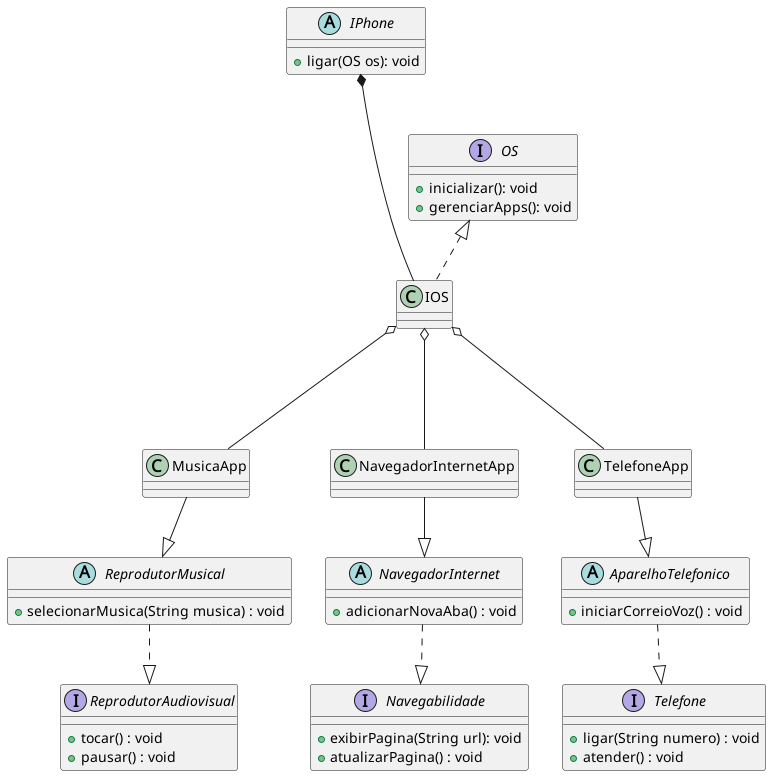 A IPhone
ligar(OS os): void
I OS
inicializar(): void
gerenciarApps(): void
C IOS
C MusicaApp
C NavegadorInternetApp
C TelefoneApp
A ReprodutorMusical
selecionarMusica(String musica) : void
A NavegadorInternet
adicionarNovaAba() : void
A AparelhoTelefonico
iniciarCorreioVoz() : void
I ReprodutorAudiovisual
tocar() : void
pausar() : void
I Navegabilidade
exibirPagina(String url): void
atualizarPagina() : void
I Telefone
ligar(String numero) : void
atender() : void